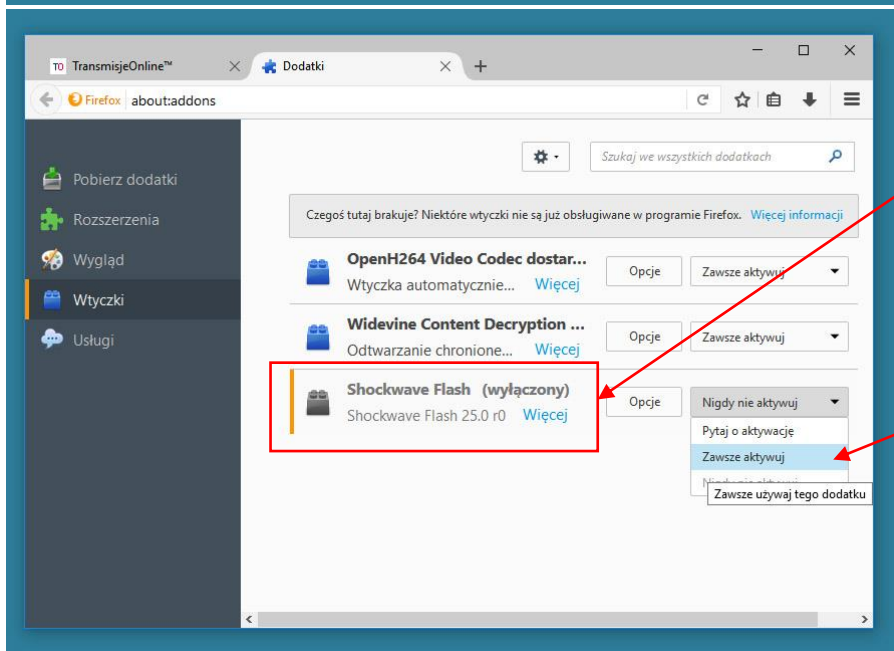 TO TransmisjeOnline™
Dodatki
Firefox about:addons
Szukaj we wszystkich dodatkach
Pobierz dodatki
Rozszerzenia
Wygląd
Wtyczki
Usługi
Czegoś tutaj brakuje? Niektóre wtyczki nie są już obsługiwane w programie Firefox. Więcej informacji
OpenH264 Video Codec dostar...
Wtyczka automatycznie... Więcej
Opcje Zawsze aktywuj
Widevine Content Decryption ...
Odtwarzanie chronione... Więcej
Opcje Zawsze aktywuj
Shockwave Flash (wyłączony)
Shockwave Flash 25.0 r0 Więcej
Opcje Nigdy nie aktywuj
Pytaj o aktywację
Zawsze aktywuj
Zawsze używaj tego dodatku